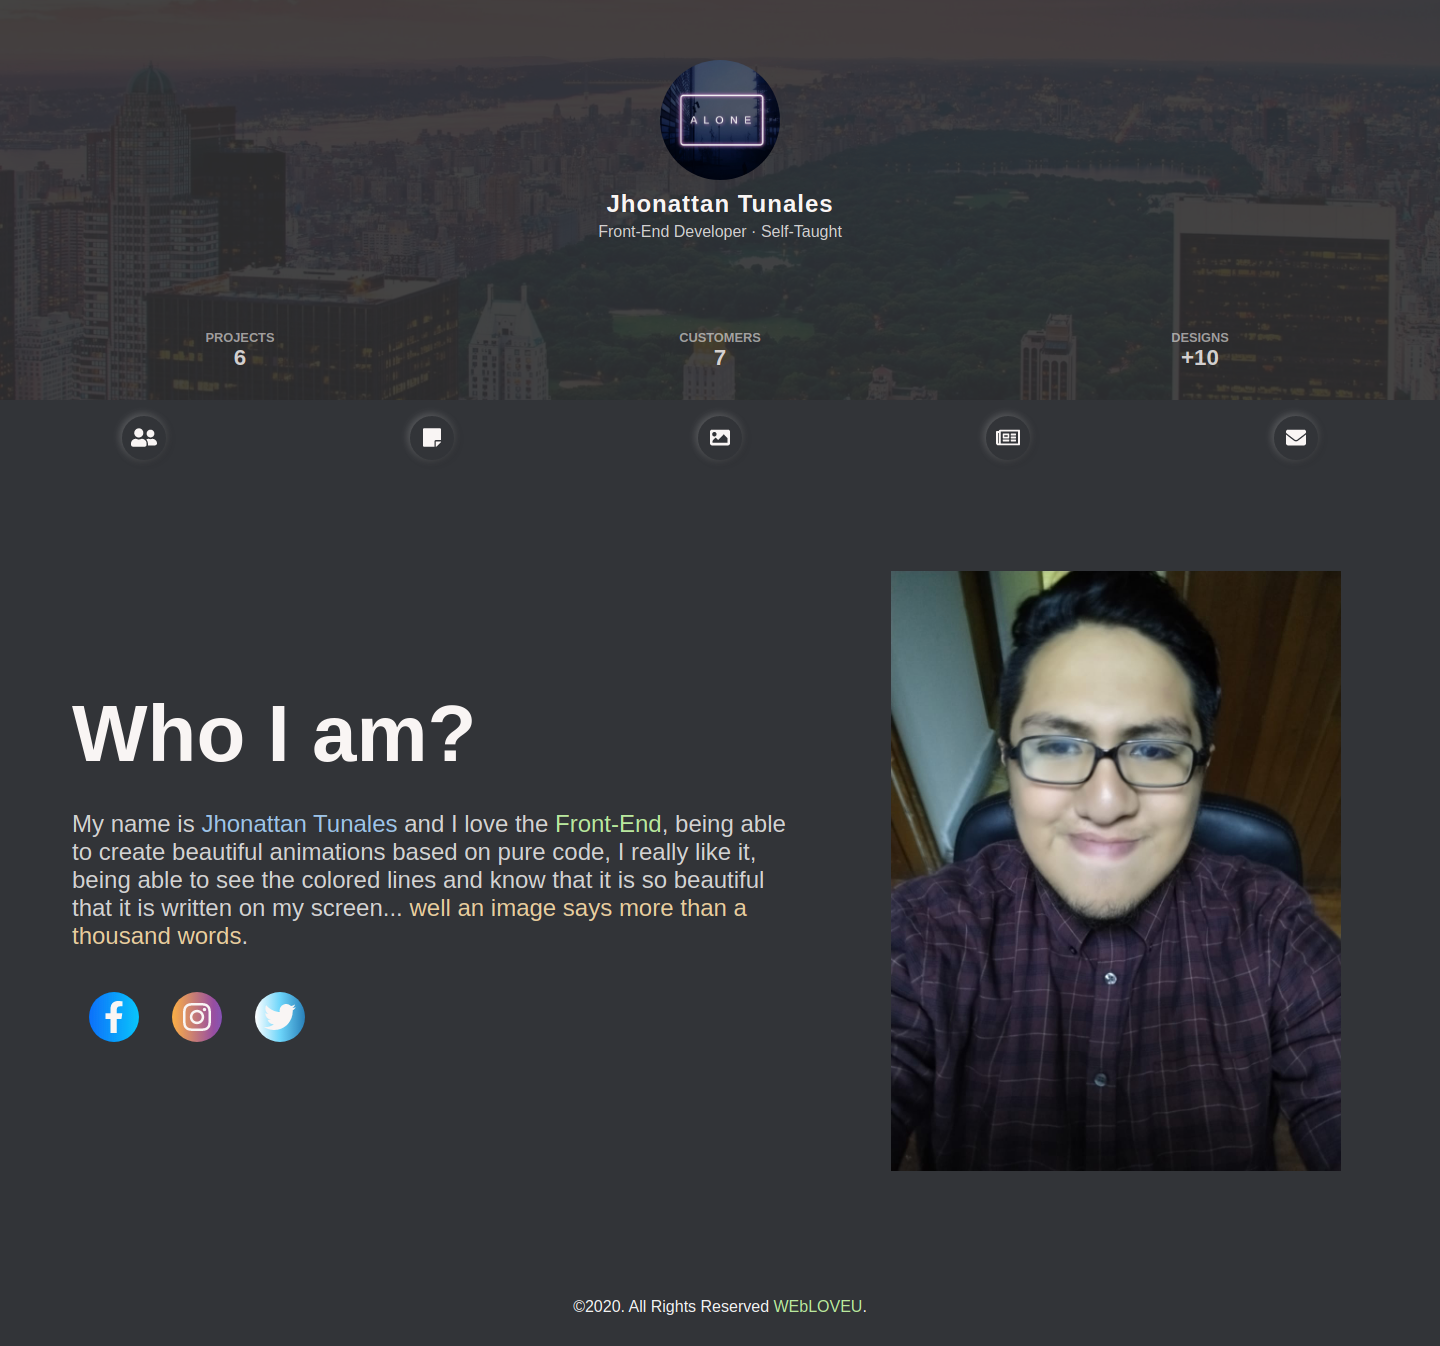 ALONE
Jhonattan Tunales
Front-End Developer · Self-Taught
PROJECTS
6
CUSTOMERS
7
DESIGNS
+10
Who I am?
My name is Jhonattan Tunales and I love the Front-End, being able
to create beautiful animations based on pure code, I really like it,
being able to see the colored lines and know that it is so beautiful
that it is written on my screen... well an image says more than a
thousand words.
©2020. All Rights Reserved WEbLOVEU.